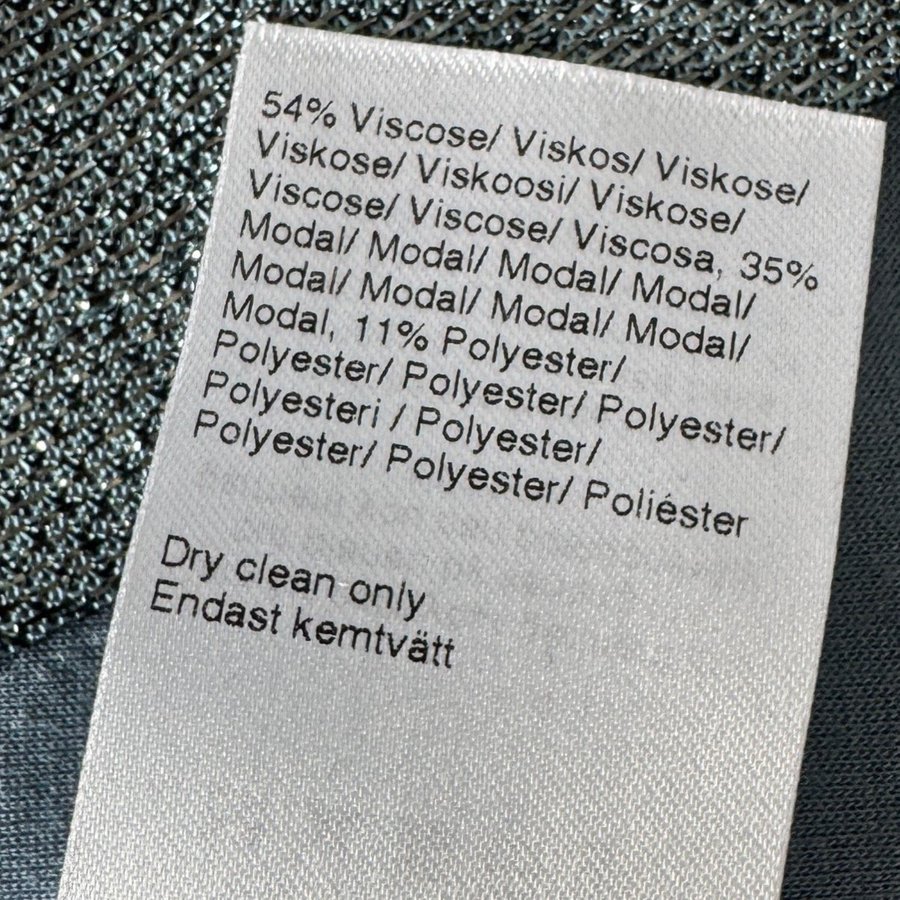 54% Viscose/ Viskos/ Viskose/
Viskose/ Viskoosi/ Viskose/
Viscose/ Viscose/ Viscosa, 35%
Modal/ Modal/ Modal/ Modal/
Modal/ Modal/ Modal/ Modal/
Modal, 11% Polyester/
Polyester/ Polyester/ Polyester/
Polyesteri / Polyester/
Polyester/ Polyester/ Poliéster
Dry clean only
Endast kemtvätt